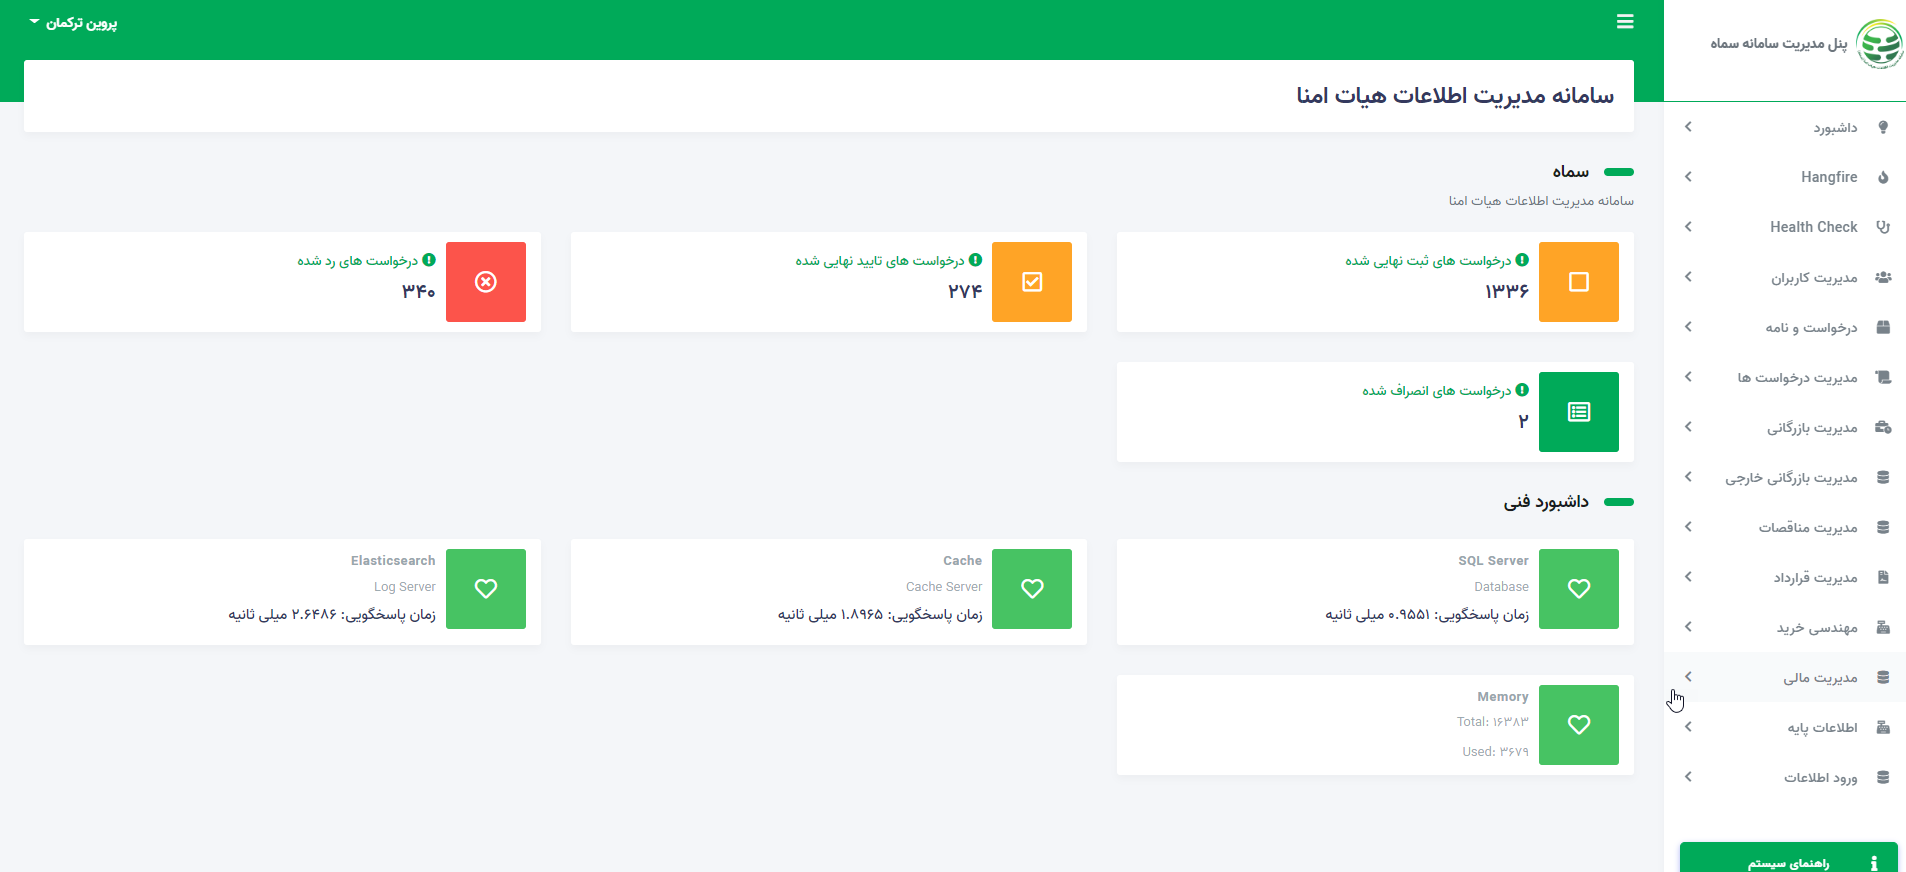 پنل مدیریت سامانه سماه
پروین ترکمان
داشبورد
Hangfire
Health Check
مدیریت کاربران
درخواست و نامه
مدیریت درخواست ها
مدیریت بازرگانی
مدیریت بازرگانی خارجی
مدیریت مناقصات
مدیریت قرارداد
مهندسی خرید
مدیریت مالی
اطلاعات پایه
ورود اطلاعات
راهنمای سیستم
سامانه مدیریت اطلاعات هیات امنا
سماه
سامانه مدیریت اطلاعات هیات امنا
درخواست های ثبت نهایی شده
۱۳۳۶
درخواست های تایید نهایی شده
۲۷۴
درخواست های رد شده
۳۴۰
درخواست های انصراف شده
۲
داشبورد فنی
SQL Server
Database
زمان پاسخگویی: ۰.۹۵۵۱ میلی ثانیه
Cache
Cache Server
زمان پاسخگویی: ۱.۸۹۶۵ میلی ثانیه
Elasticsearch
Log Server
زمان پاسخگویی: ۲.۶۴۸۶ میلی ثانیه
Memory
Total: ۱۶۳۸۳
Used: ۳۶۷۹